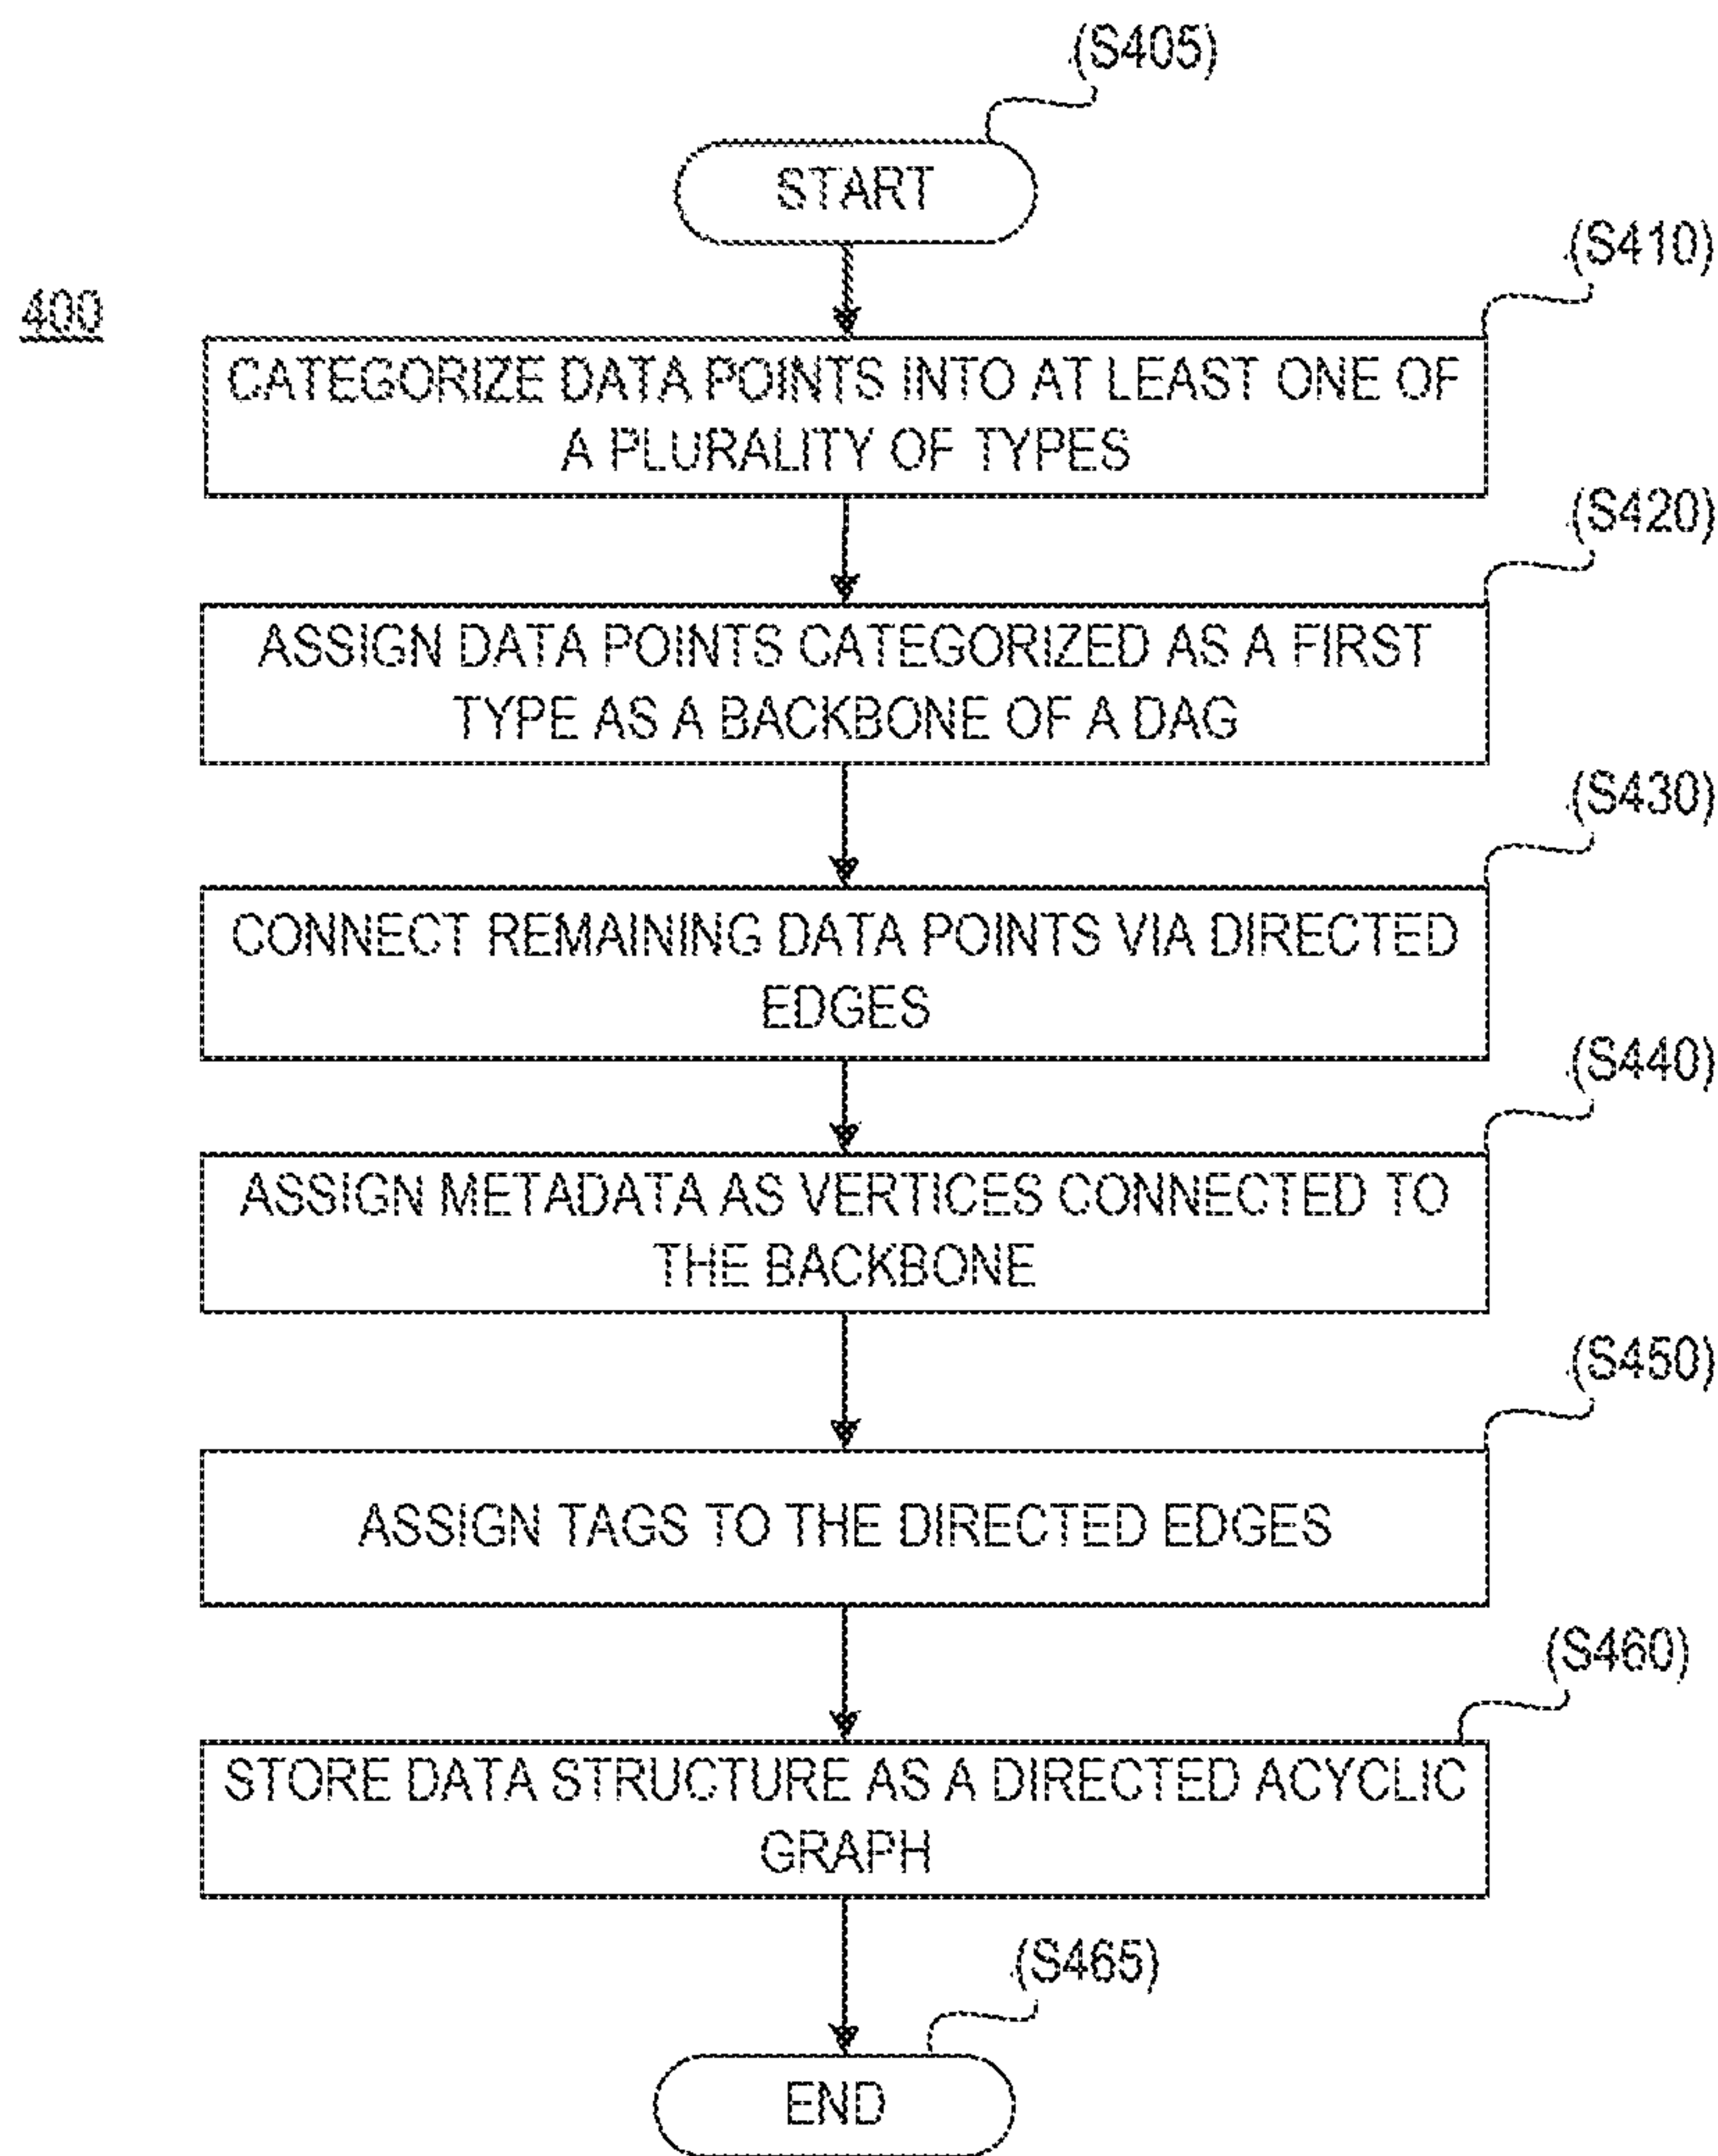 (S405)
START
(S410)
400
CATEGORIZE DATA POINTS INTO AT LEAST ONE OF
A PLURALITY OF TYPES
(S420)
ASSIGN DATA POINTS CATEGORIZED AS A FIRST
TYPE AS A BACKBONE OF A DAG
(S430)
CONNECT REMAINING DATA POINTS VIA DIRECTED
EDGES
(S440)
ASSIGN METADATA AS VERTICES CONNECTED TO
THE BACKBONE
(S450)
ASSIGN TAGS TO THE DIRECTED EDGES
(S460)
STORE DATA STRUCTURE AS A DIRECTED ACYCLIC
GRAPH
(S465)
END